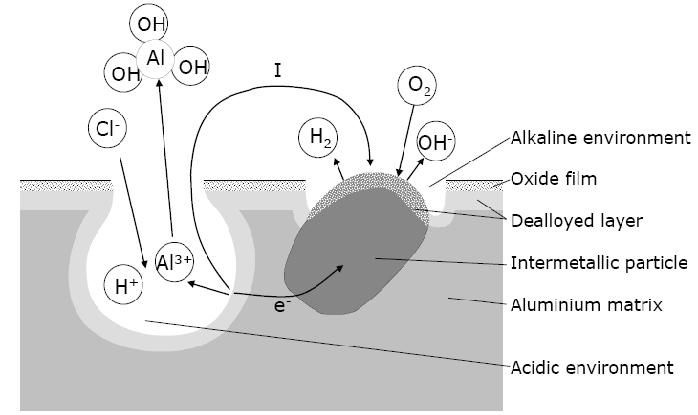 OH
Al
OH
OH
I
O2
Cl-
H2
OH-
Alkaline environment
Oxide film
Dealloyed layer
Al3+
Intermetallic particle
H+
e-
Aluminium matrix
Acidic environment